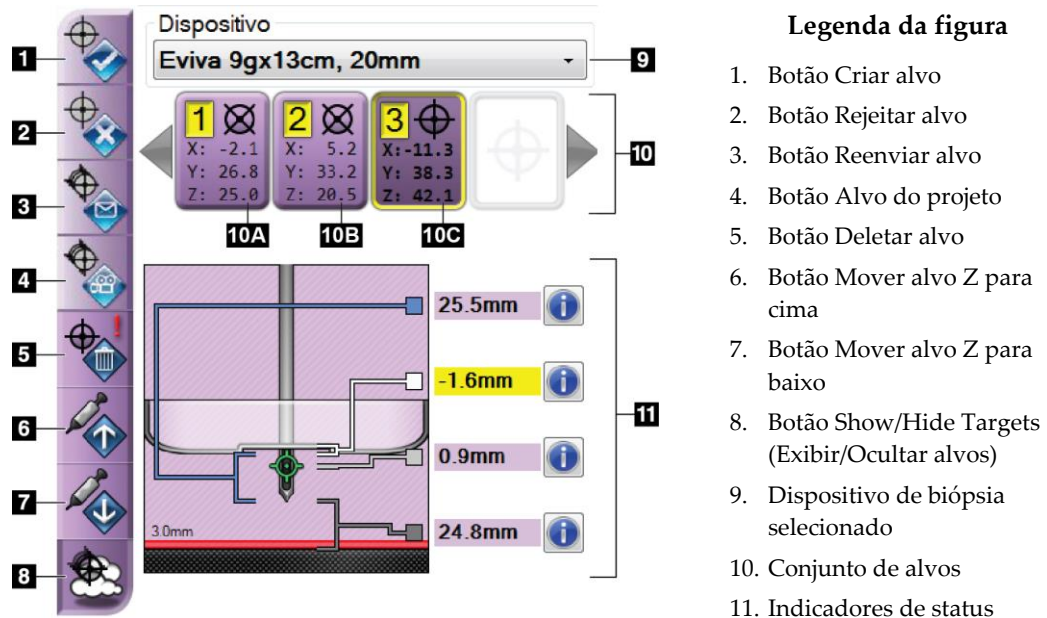 Dispositivo
Eviva 9gx13cm, 20mm
1
2
3
4
5
6
7
8
9
10
11
1
X: -2.1
Y: 26.8
Z: 25.0
2
X: 5.2
Y: 33.2
Z: 20.5
3
X:-11.3
Y: 38.3
Z: 42.1
10A
10B
10C
25.5mm
-1.6mm
0.9mm
24.8mm
3.0mm
Legenda da figura
1. Botão Criar alvo
2. Botão Rejeitar alvo
3. Botão Reenviar alvo
4. Botão Alvo do projeto
5. Botão Deletar alvo
6. Botão Mover alvo Z para
cima
7. Botão Mover alvo Z para
baixo
8. Botão Show/Hide Targets
(Exibir/Ocultar alvos)
9. Dispositivo de biópsia
selecionado
10. Conjunto de alvos
11. Indicadores de status